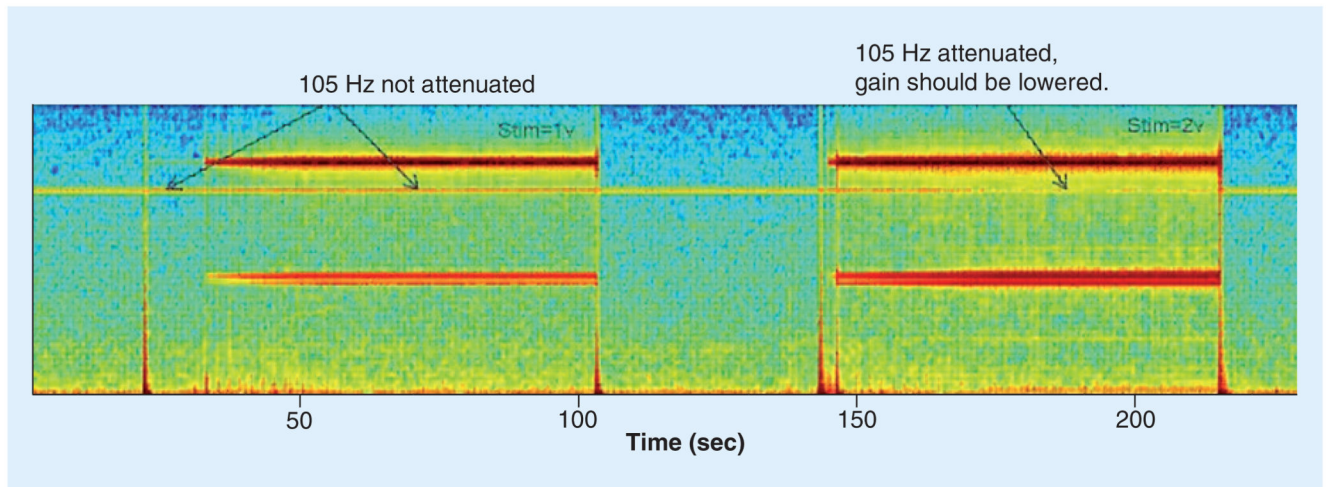 105 Hz not attenuated
105 Hz attenuated,
gain should be lowered.
Stim=1v
Stim=2v
50
100
150
200
Time (sec)